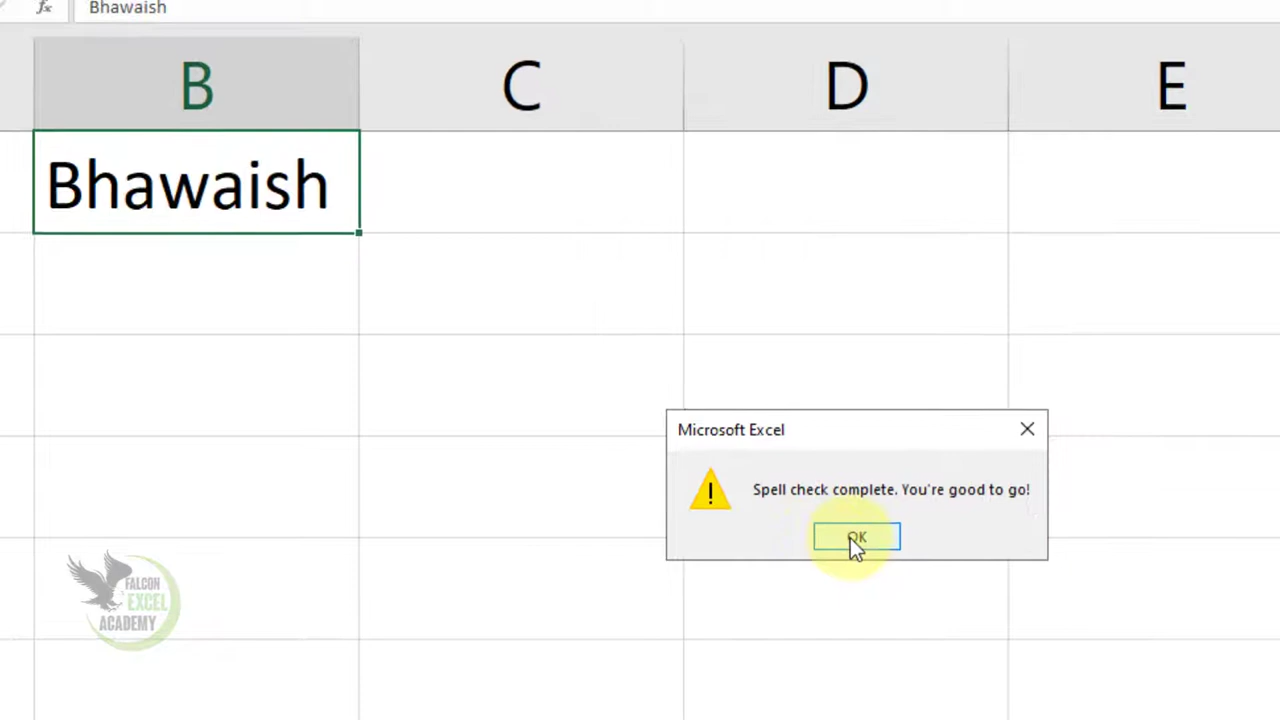 fx Bhawaish
B C D E
Bhawaish
Microsoft Excel
Spell check complete. You're good to go!
OK
FALCON
EXCEL
ACADEMY